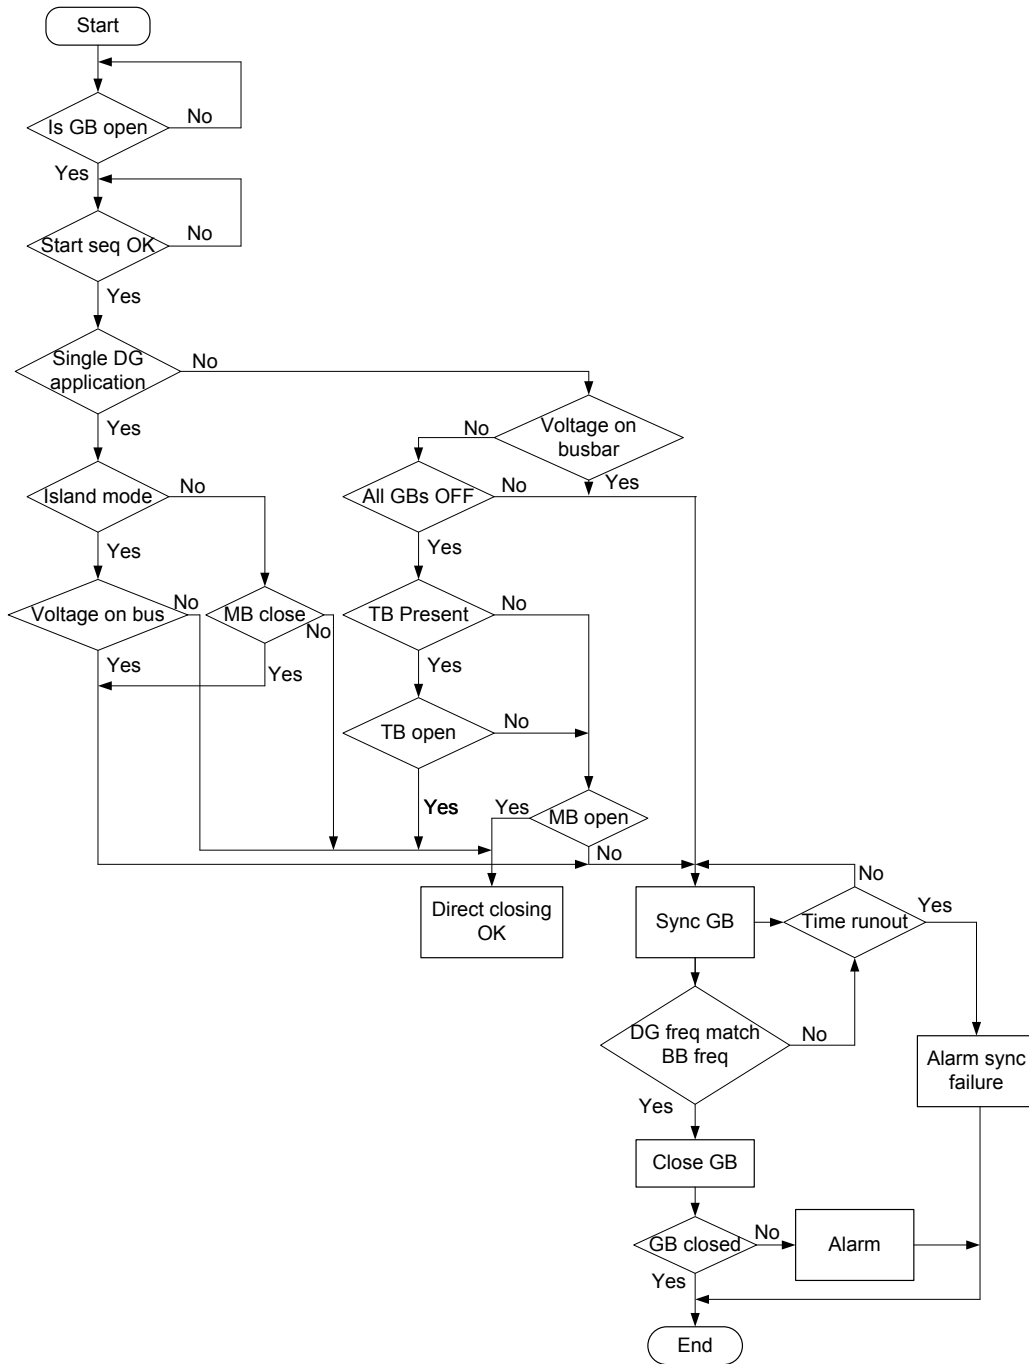 Start
Is GB open
No
Yes
Start seq OK
No
Yes
Single DG
application
No
Yes
Voltage on
busbar
No
Yes
Island mode
No
Yes
All GBs OFF
No
Yes
Voltage on bus
No
Yes
MB close
No
Yes
TB Present
No
Yes
TB open
No
Yes
MB open
Yes
No
Direct closing
OK
Sync GB
Time runout
No
Yes
DG freq match
BB freq
No
Yes
Alarm sync
failure
Close GB
GB closed
No
Yes
Alarm
End